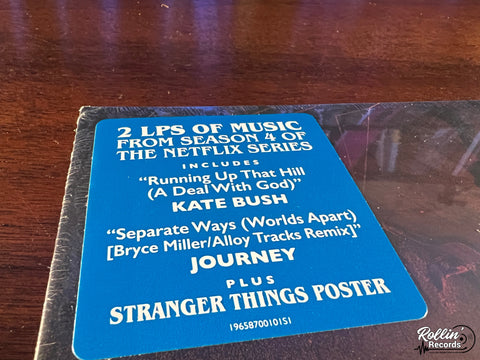 2 LPS OF MUSIC
FROM SEASON 4 OF
THE NETFLIX SERIES
INCLUDES
“Running Up That Hill
(A Deal With God)”
KATE BUSH
“Separate Ways (Worlds Apart)
[Bryce Miller/Alloy Tracks Remix]”
JOURNEY
PLUS
STRANGER THINGS POSTER
19658700101S1
Rollin'
Records